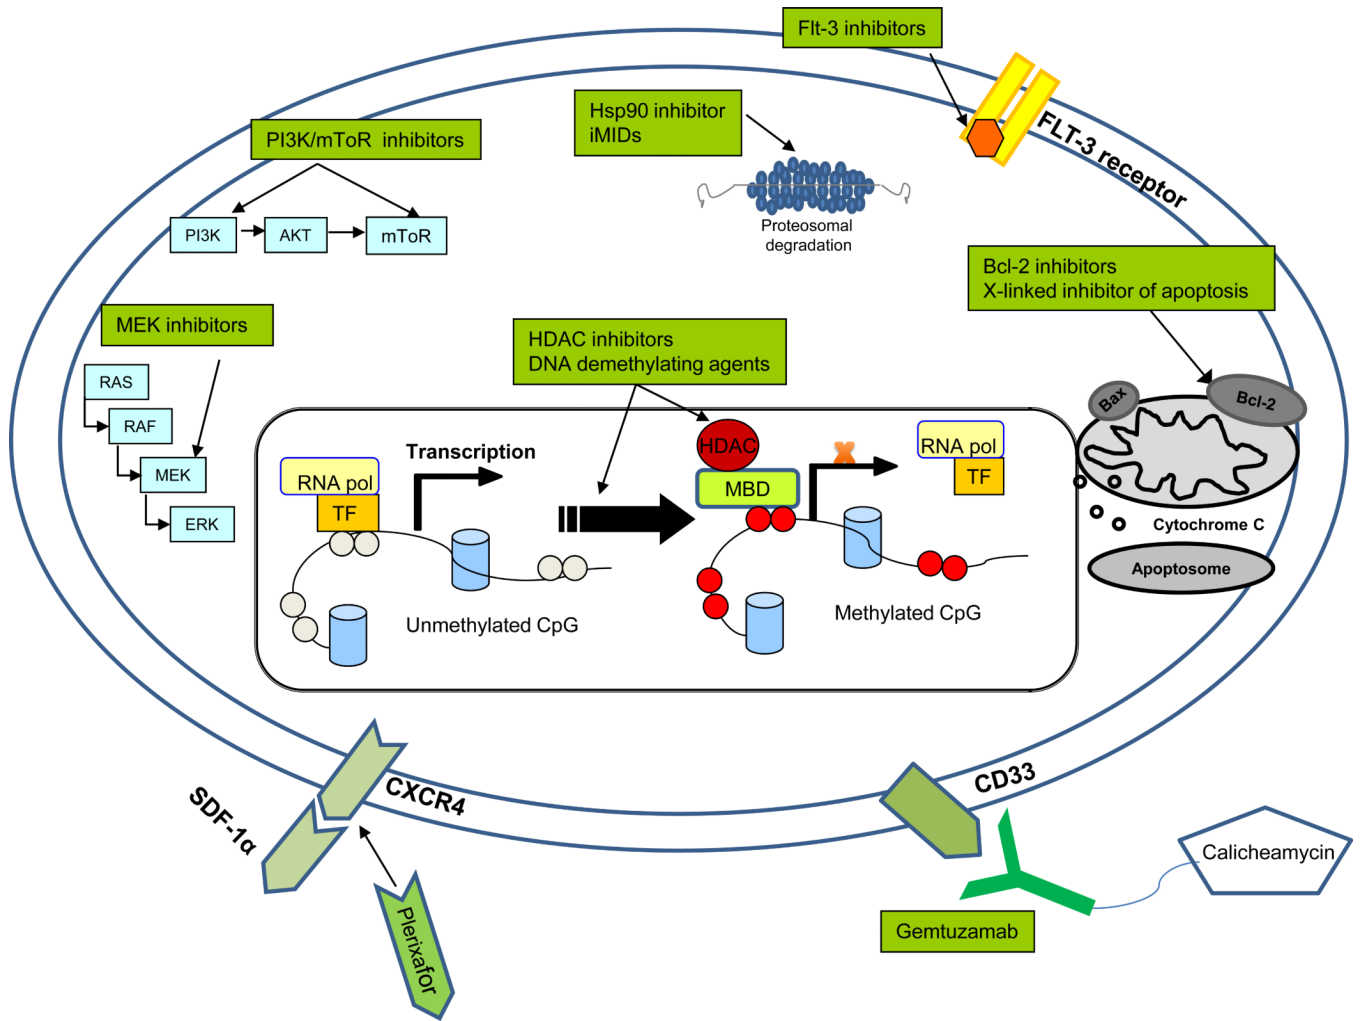 Flt-3 inhibitors
Hsp90 inhibitor
iMIDs
PI3K/mToR inhibitors
FLT-3 receptor
PI3K
AKT
mToR
Proteosomal
degradation
Bcl-2 inhibitors
X-linked inhibitor of apoptosis
MEK inhibitors
HDAC inhibitors
DNA demethylating agents
RAS
RAF
MEK
ERK
Bax
Bcl-2
Transcription
RNA pol
TF
HDAC
MBD
X
RNA pol
TF
Cytochrome C
Apoptosome
Unmethylated CpG
Methylated CpG
SDF-1α
CXCR4
CD33
Plerixafor
Calicheamycin
Gemtuzamab